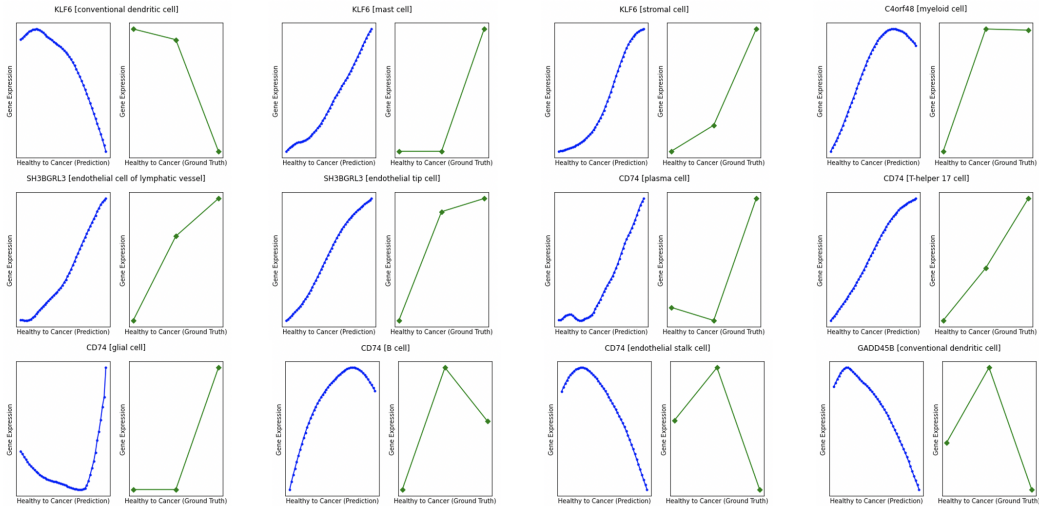 KLF6 [conventional dendritic cell]
Gene Expression
Healthy to Cancer (Prediction)
Gene Expression
Healthy to Cancer (Ground Truth)
KLF6 [mast cell]
Gene Expression
Healthy to Cancer (Prediction)
Gene Expression
Healthy to Cancer (Ground Truth)
KLF6 [stromal cell]
Gene Expression
Healthy to Cancer (Prediction)
Gene Expression
Healthy to Cancer (Ground Truth)
C4orf48 [myeloid cell]
Gene Expression
Healthy to Cancer (Prediction)
Gene Expression
Healthy to Cancer (Ground Truth)
SH3BGRL3 [endothelial cell of lymphatic vessel]
Gene Expression
Healthy to Cancer (Prediction)
Gene Expression
Healthy to Cancer (Ground Truth)
SH3BGRL3 [endothelial tip cell]
Gene Expression
Healthy to Cancer (Prediction)
Gene Expression
Healthy to Cancer (Ground Truth)
CD74 [plasma cell]
Gene Expression
Healthy to Cancer (Prediction)
Gene Expression
Healthy to Cancer (Ground Truth)
CD74 [T-helper 17 cell]
Gene Expression
Healthy to Cancer (Prediction)
Gene Expression
Healthy to Cancer (Ground Truth)
CD74 [glial cell]
Gene Expression
Healthy to Cancer (Prediction)
Gene Expression
Healthy to Cancer (Ground Truth)
CD74 [B cell]
Gene Expression
Healthy to Cancer (Prediction)
Gene Expression
Healthy to Cancer (Ground Truth)
CD74 [endothelial stalk cell]
Gene Expression
Healthy to Cancer (Prediction)
Gene Expression
Healthy to Cancer (Ground Truth)
GADD45B [conventional dendritic cell]
Gene Expression
Healthy to Cancer (Prediction)
Gene Expression
Healthy to Cancer (Ground Truth)